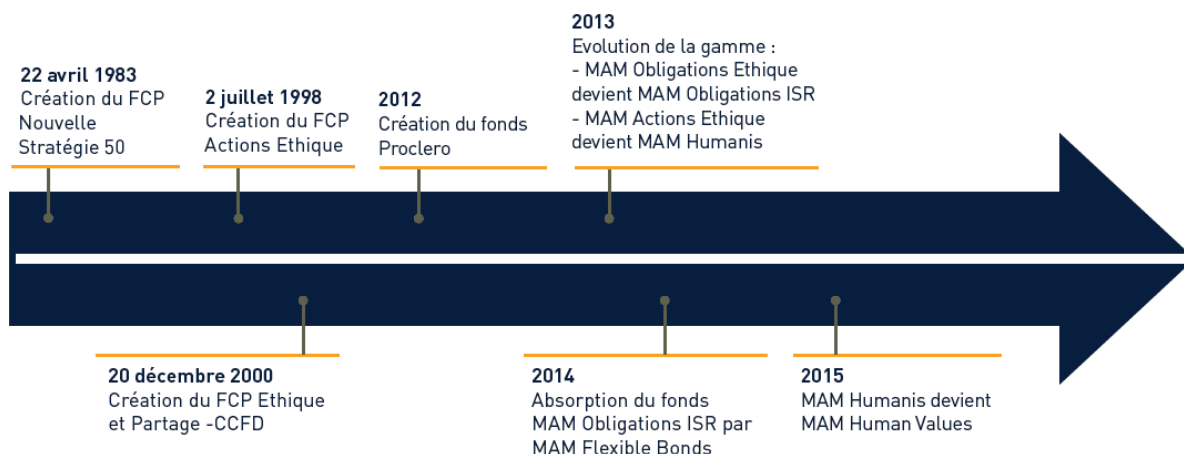 22 avril 1983
Création du FCP
Nouvelle
Stratégie 50
2 juillet 1998
Création du FCP
Actions Ethique
2012
Création du fonds
Proclero
2013
Evolution de la gamme :
- MAM Obligations Ethique
devient MAM Obligations ISR
- MAM Actions Ethique
devient MAM Humanis
20 décembre 2000
Création du FCP Ethique
et Partage -CCFD
2014
Absorption du fonds
MAM Obligations ISR par
MAM Flexible Bonds
2015
MAM Humanis devient
MAM Human Values